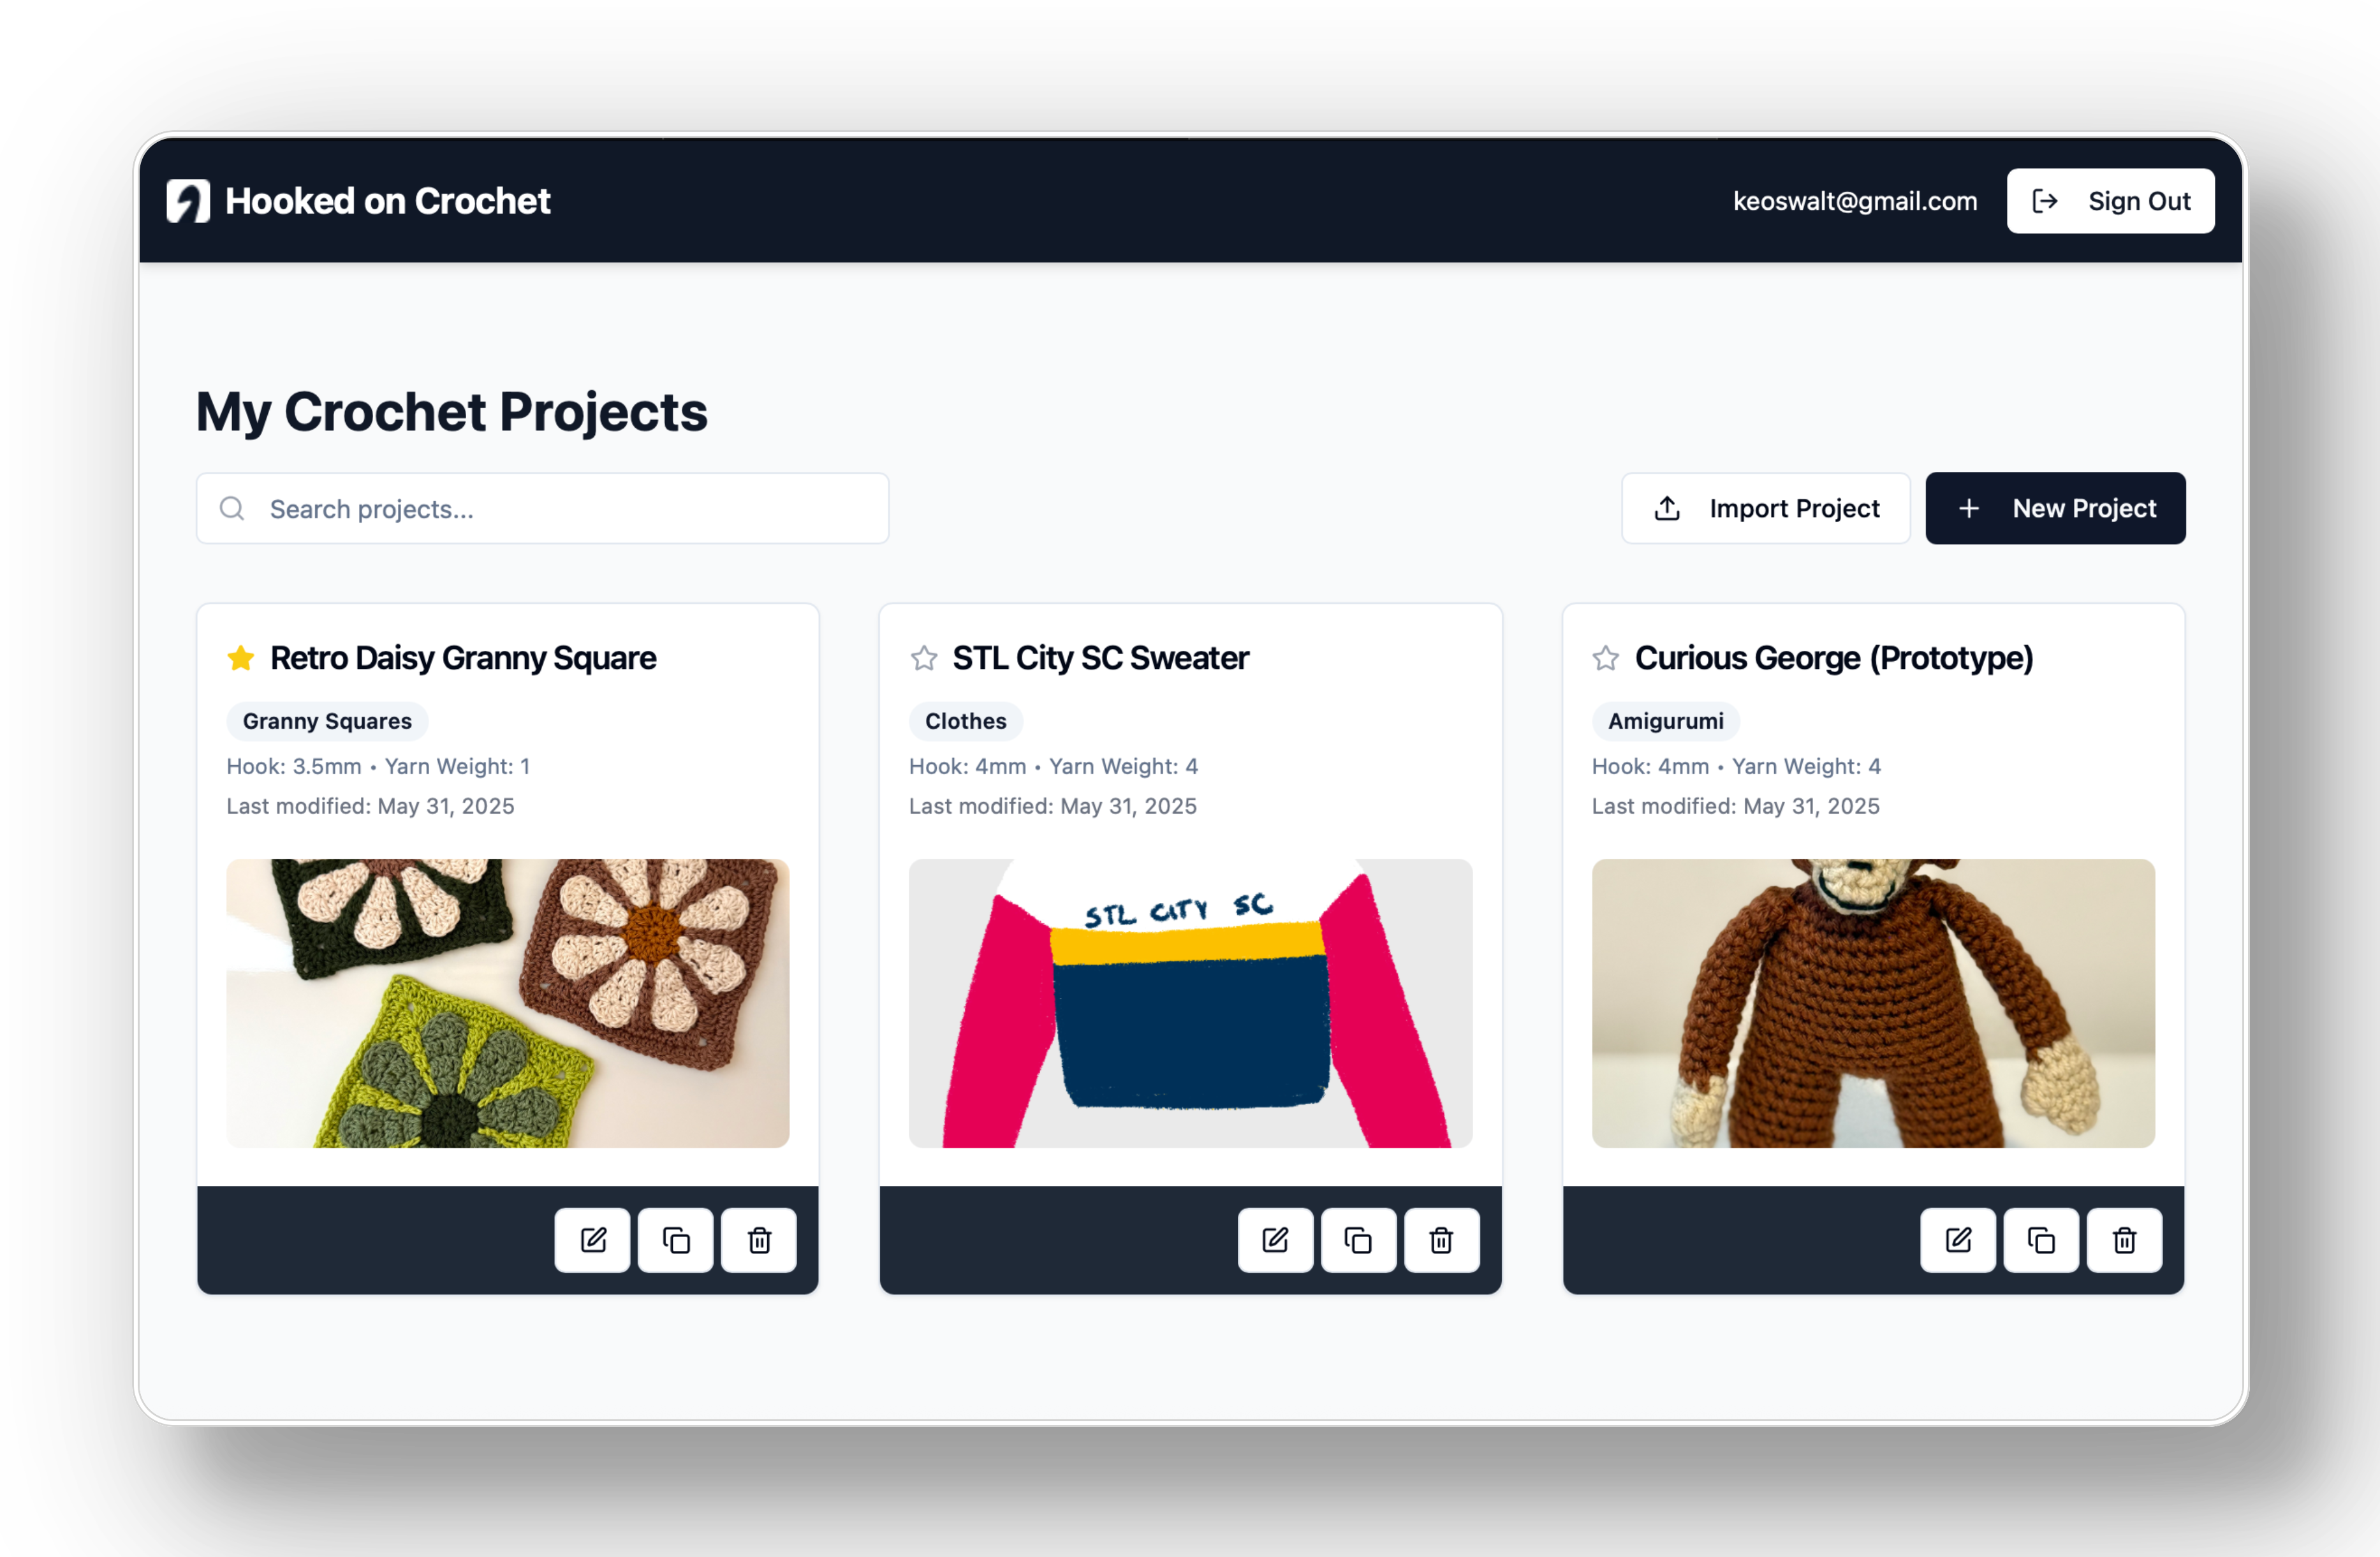 Hooked on Crochet
keoswalt@gmail.com
Sign Out
My Crochet Projects
Search projects...
Import Project
New Project
Retro Daisy Granny Square
Granny Squares
Hook: 3.5mm • Yarn Weight: 1
Last modified: May 31, 2025
STL City SC Sweater
Clothes
Hook: 4mm • Yarn Weight: 4
Last modified: May 31, 2025
STL CITY SC
Curious George (Prototype)
Amigurumi
Hook: 4mm • Yarn Weight: 4
Last modified: May 31, 2025